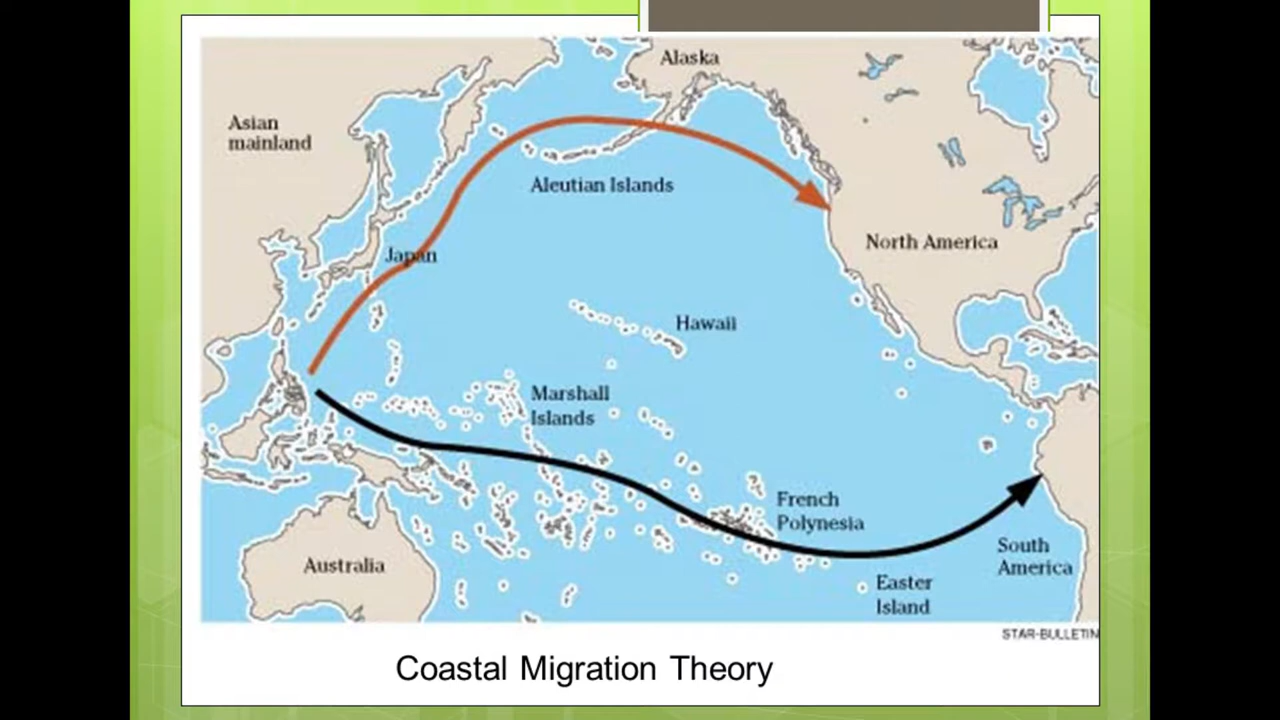 Alaska
Asian
mainland
Aleutian Islands
North America
Japan
Hawaii
Marshall
Islands
French
Polynesia
South
America
Australia
Easter
Island
STAR-BULLETIN
Coastal Migration Theory